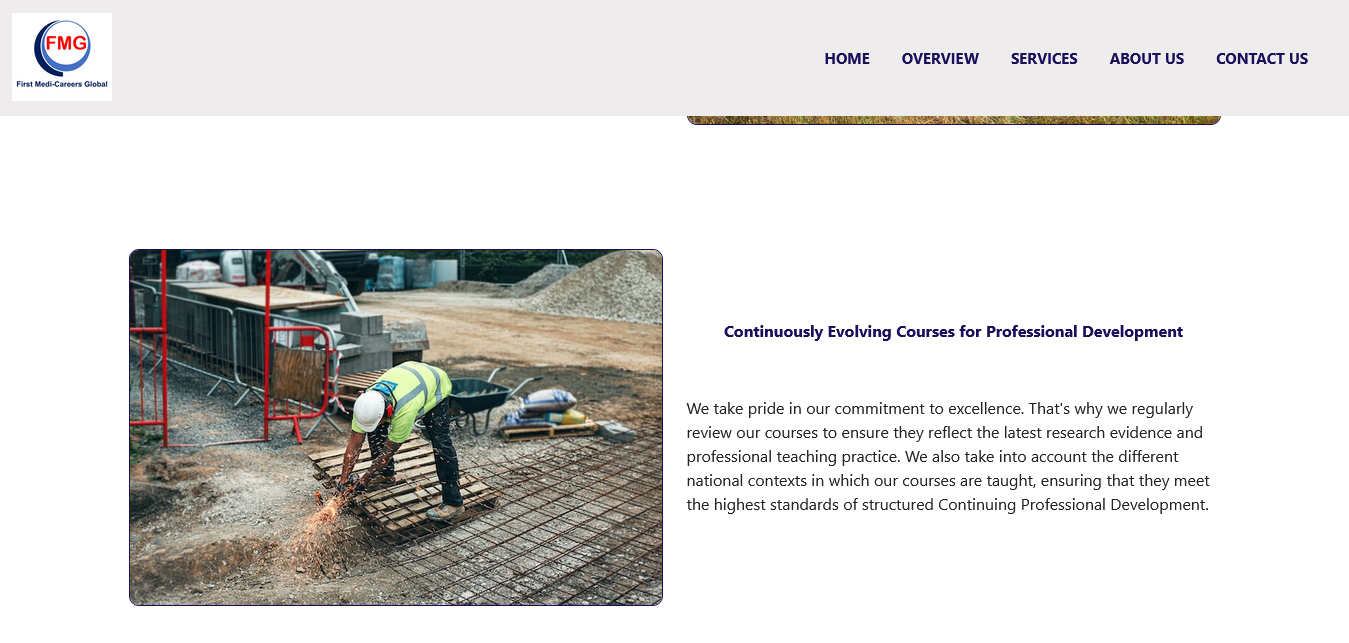 FMG
First Medi-Careers Global
HOME OVERVIEW SERVICES ABOUT US CONTACT US
Continuously Evolving Courses for Professional Development
We take pride in our commitment to excellence. That's why we regularly
review our courses to ensure they reflect the latest research evidence and
professional teaching practice. We also take into account the different
national contexts in which our courses are taught, ensuring that they meet
the highest standards of structured Continuing Professional Development.